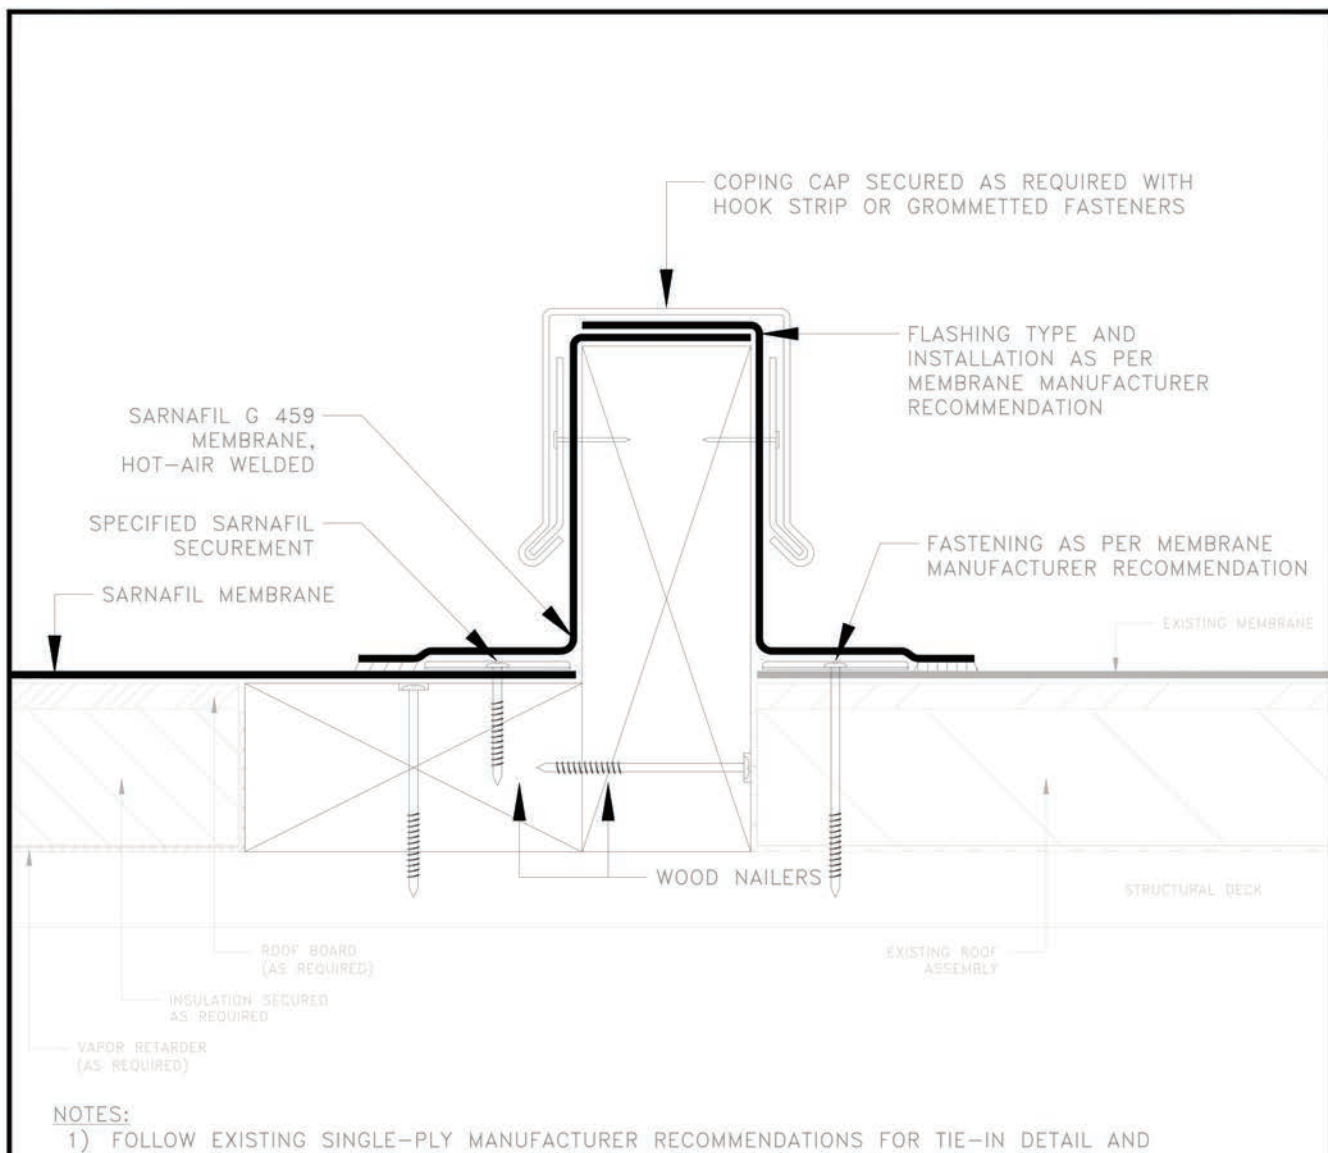 COPING CAP SECURED AS REQUIRED WITH
HOOK STRIP OR GROMMETTED FASTENERS
FLASHING TYPE AND
INSTALLATION AS PER
MEMBRANE MANUFACTURER
RECOMMENDATION
SARNAFIL G 459
MEMBRANE,
HOT-AIR WELDED
SPECIFIED SARNAFIL
SECUREMENT
FASTENING AS PER MEMBRANE
MANUFACTURER RECOMMENDATION
SARNAFIL MEMBRANE
EXISTING MEMBRANE
WOOD NAILERS
STRUCTURAL DECK
ROOF BOARD
(AS REQUIRED)
EXISTING ROOF
ASSEMBLY
INSULATION SECURED
AS REQUIRED
VAPOR RETARDER
(AS REQUIRED)
NOTES:
1) FOLLOW EXISTING SINGLE-PLY MANUFACTURER RECOMMENDATIONS FOR TIE-IN DETAIL AND